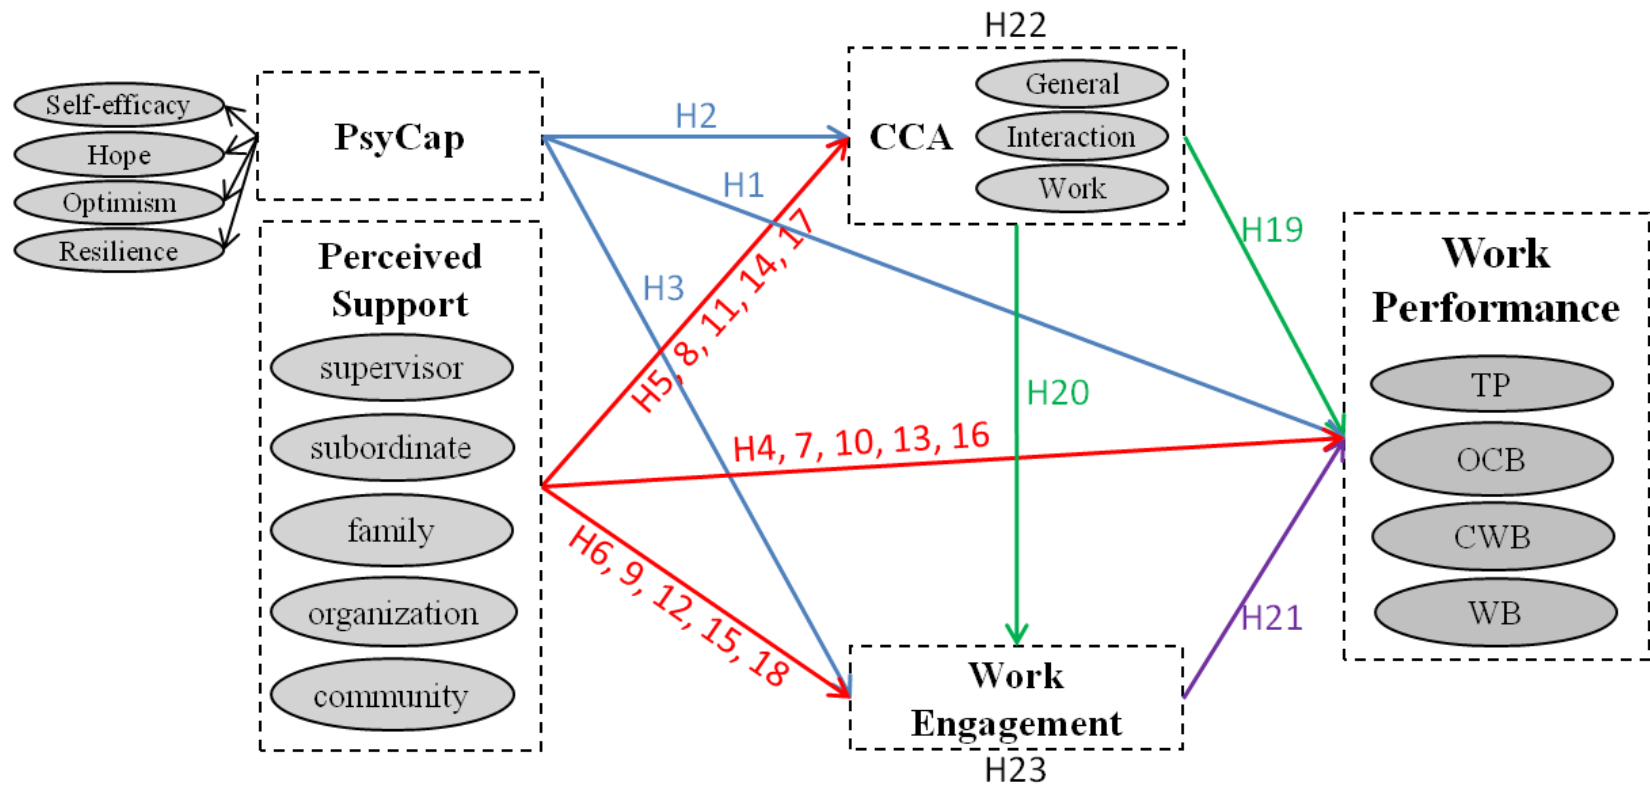 H22
Self-efficacy
Hope
Optimism
Resilience
PsyCap
H2
CCA
General
Interaction
Work
H1
H3
H5, 8, 11, 14, 17
H19
Perceived
Support
supervisor
subordinate
family
organization
community
H4, 7, 10, 13, 16
H20
H6, 9, 12, 15, 18
H21
Work
Engagement
H23
Work
Performance
TP
OCB
CWB
WB